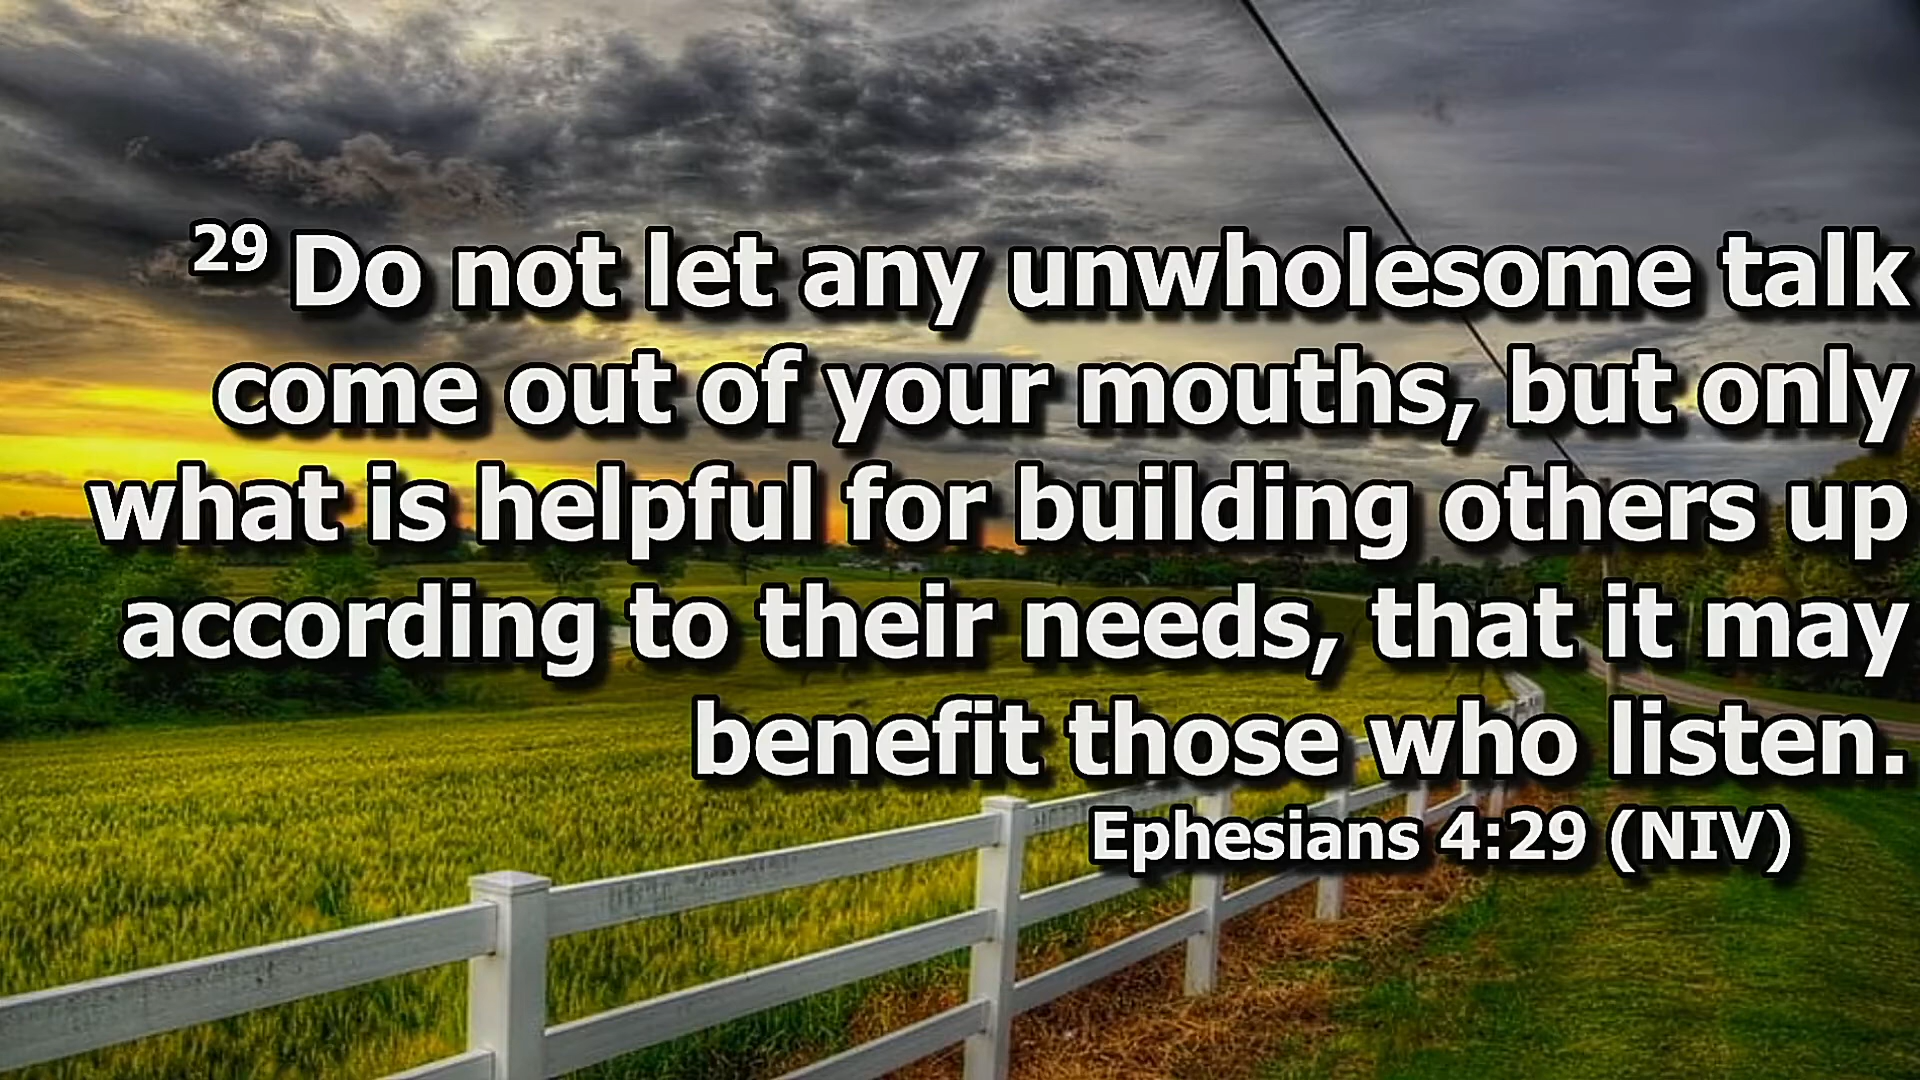 29 Do not let any unwholesome talk
come out of your mouths, but only
what is helpful for building others up
according to their needs, that it may
benefit those who listen.
Ephesians 4:29 (NIV)